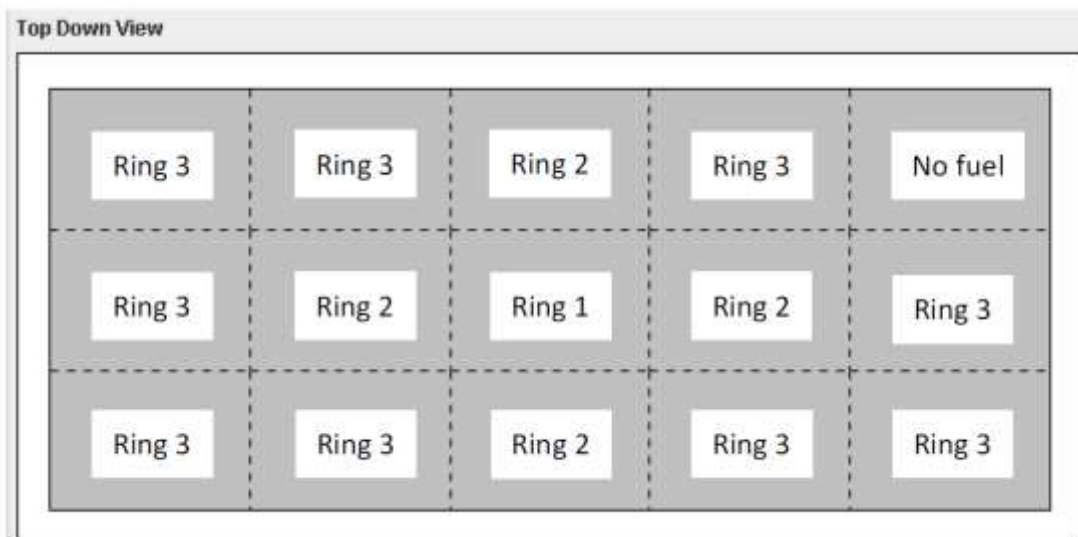 Top Down View
Ring 3 Ring 3 Ring 2 Ring 3 No fuel
Ring 3 Ring 2 Ring 1 Ring 2 Ring 3
Ring 3 Ring 3 Ring 2 Ring 3 Ring 3